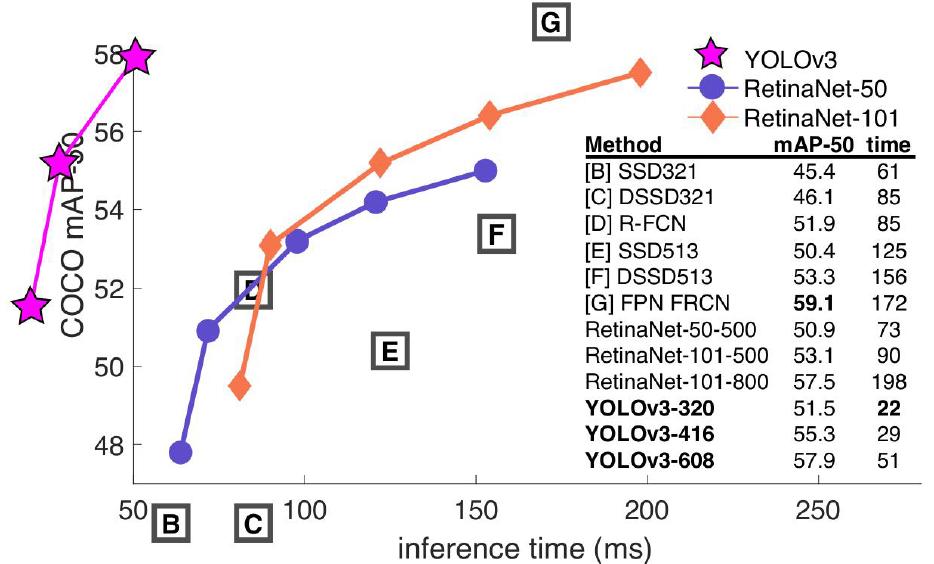 G
58
56
54
52
50
48
COCO mAP-50
D
F
E
YOLOv3
RetinaNet-50
RetinaNet-101
Method mAP-50 time
[B] SSD321 45.4 61
[C] DSSD321 46.1 85
[D] R-FCN 51.9 85
[E] SSD513 50.4 125
[F] DSSD513 53.3 156
[G] FPN FRCN 59.1 172
RetinaNet-50-500 50.9 73
RetinaNet-101-500 53.1 90
RetinaNet-101-800 57.5 198
YOLOv3-320 51.5 22
YOLOv3-416 55.3 29
YOLOv3-608 57.9 51
50 100 150 200 250
B C
inference time (ms)